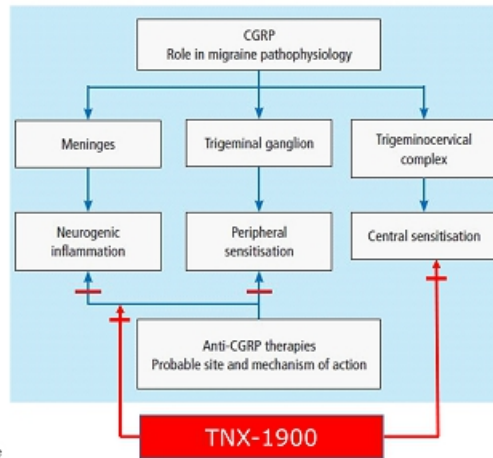 CGRP
Role in migraine pathophysiology
Meninges
Trigeminal ganglion
Trigeminocervical
complex
Neurogenic
inflammation
Peripheral
sensitisation
Central sensitisation
Anti-CGRP therapies
Probable site and mechanism of action
TNX-1900
e